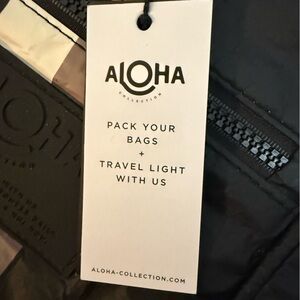 ALOHA
COLLECTION
PACK YOUR
BAGS
+
TRAVEL LIGHT
WITH US
ALOHA-COLLECTION.COM